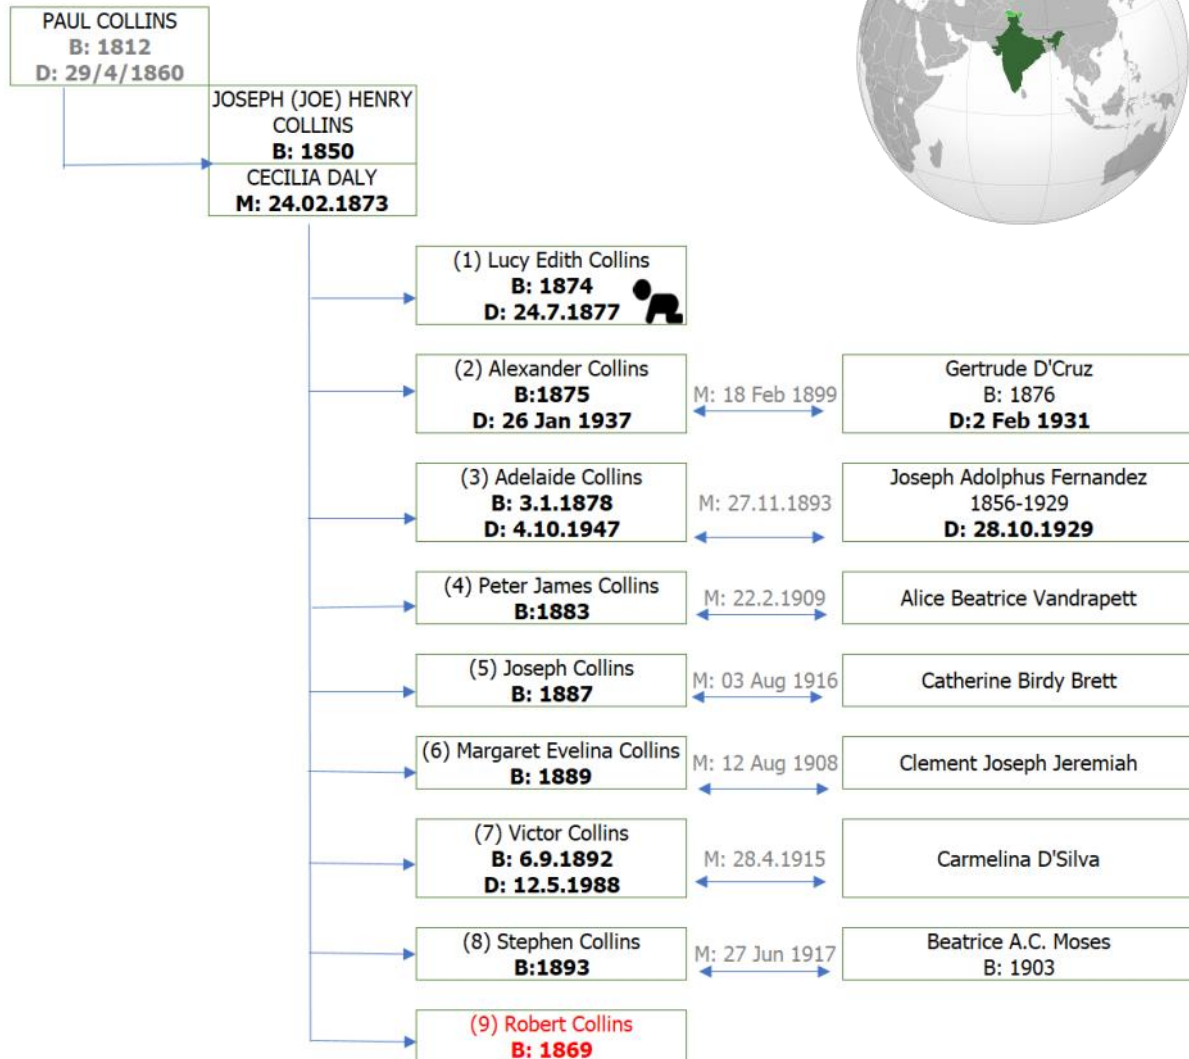 PAUL COLLINS
B: 1812
D: 29/4/1860
JOSEPH (JOE) HENRY
COLLINS
B: 1850
CECILIA DALY
M: 24.02.1873
(1) Lucy Edith Collins
B: 1874
D: 24.7.1877
(2) Alexander Collins
B:1875
D: 26 Jan 1937
M: 18 Feb 1899
Gertrude D'Cruz
B: 1876
D:2 Feb 1931
(3) Adelaide Collins
B: 3.1.1878
D: 4.10.1947
M: 27.11.1893
Joseph Adolphus Fernandez
1856-1929
D: 28.10.1929
(4) Peter James Collins
B:1883
M: 22.2.1909
Alice Beatrice Vandrapett
(5) Joseph Collins
B: 1887
M: 03 Aug 1916
Catherine Birdy Brett
(6) Margaret Evelina Collins
B: 1889
M: 12 Aug 1908
Clement Joseph Jeremiah
(7) Victor Collins
B: 6.9.1892
D: 12.5.1988
M: 28.4.1915
Carmelina D'Silva
(8) Stephen Collins
B:1893
M: 27 Jun 1917
Beatrice A.C. Moses
B: 1903
(9) Robert Collins
B: 1869